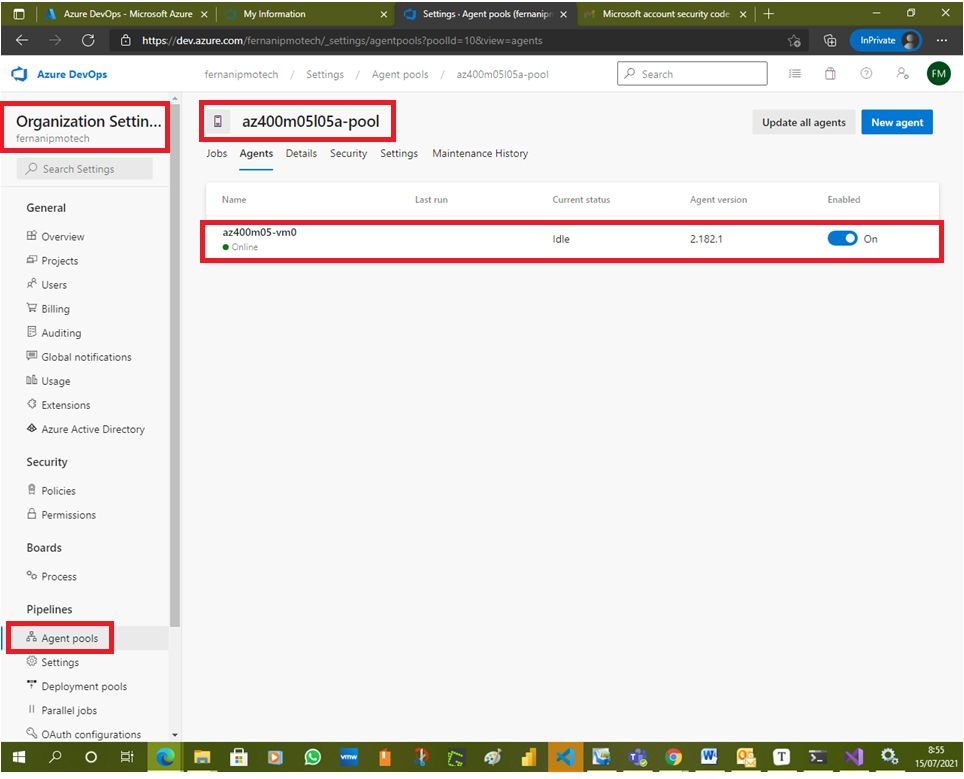 Azure DevOps - Microsoft Azure
My Information
Settings - Agent pools (fernanipm
Microsoft account security code
https://dev.azure.com/fernanipmotech/_settings/agentpools?poolId=10&view=agents
InPrivate
Azure DevOps
fernanipmotech / Settings / Agent pools / az400m05l05a-pool
Search
FM
Organization Settin...
fernanipmotech
Search Settings
General
Overview
Projects
Users
Billing
Auditing
Global notifications
Usage
Extensions
Azure Active Directory
Security
Policies
Permissions
Boards
Process
Pipelines
Agent pools
Settings
Deployment pools
Parallel jobs
OAuth configurations
az400m05l05a-pool
Update all agents
New agent
Jobs Agents Details Security Settings Maintenance History
Name Last run Current status Agent version Enabled
az400m05-vm0
Online
Idle 2.182.1 On
vmw
8:55
15/07/2021